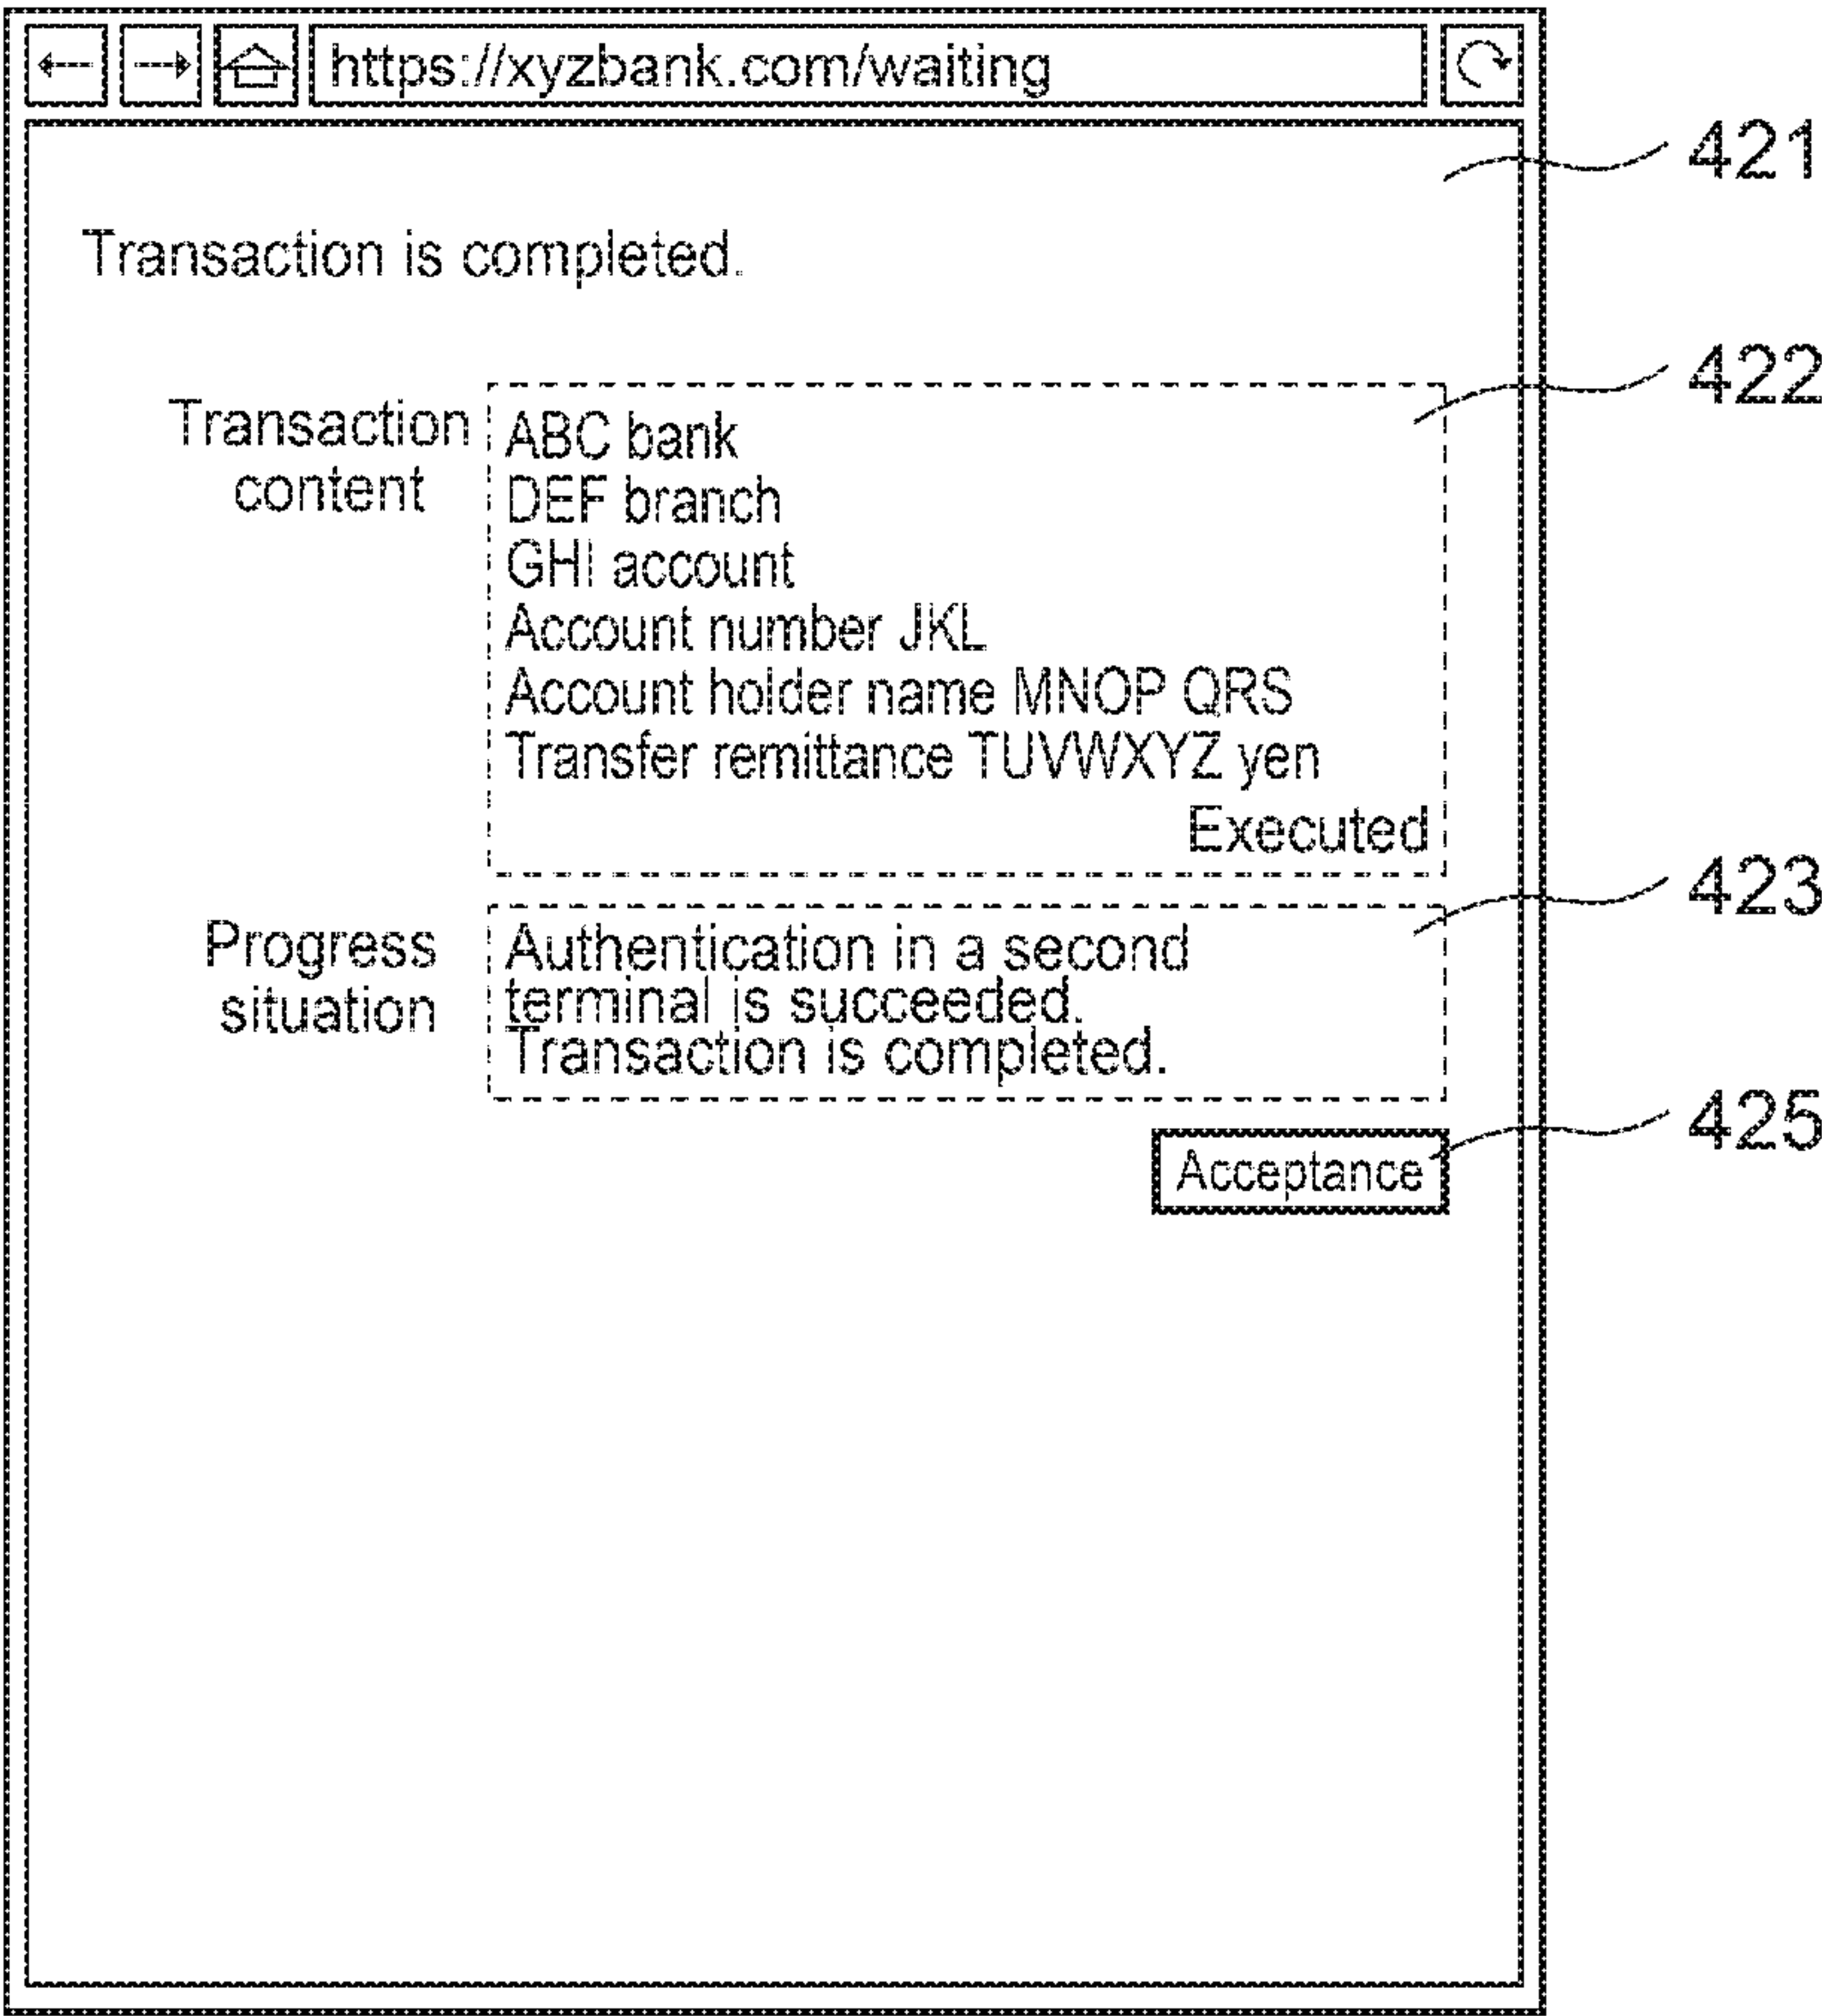 https://xyzbank.com/waiting
421
Transaction is completed.
422
Transaction
content
ABC bank
DEF branch
GHI account
Account number JKL
Account holder name MNOP QRS
Transfer remittance TUVWXYZ yen
Executed
423
Progress
situation
Authentication in a second
terminal is succeeded.
Transaction is completed.
425
Acceptance